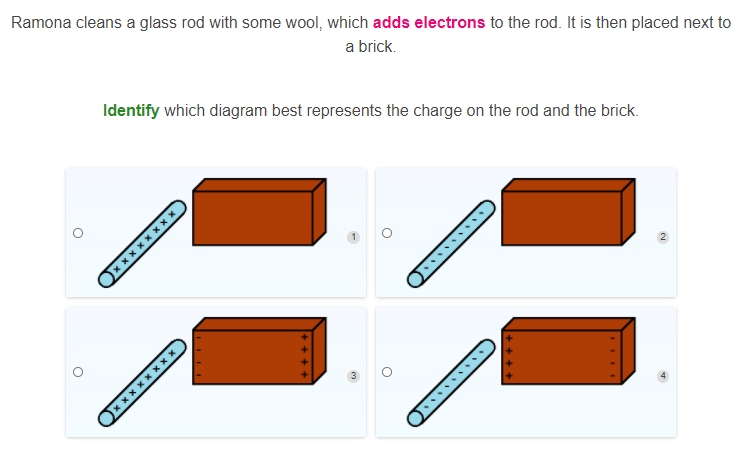 Ramona cleans a glass rod with some wool, which adds electrons to the rod. It is then placed next to
a brick.
Identify which diagram best represents the charge on the rod and the brick.
1
2
3
4